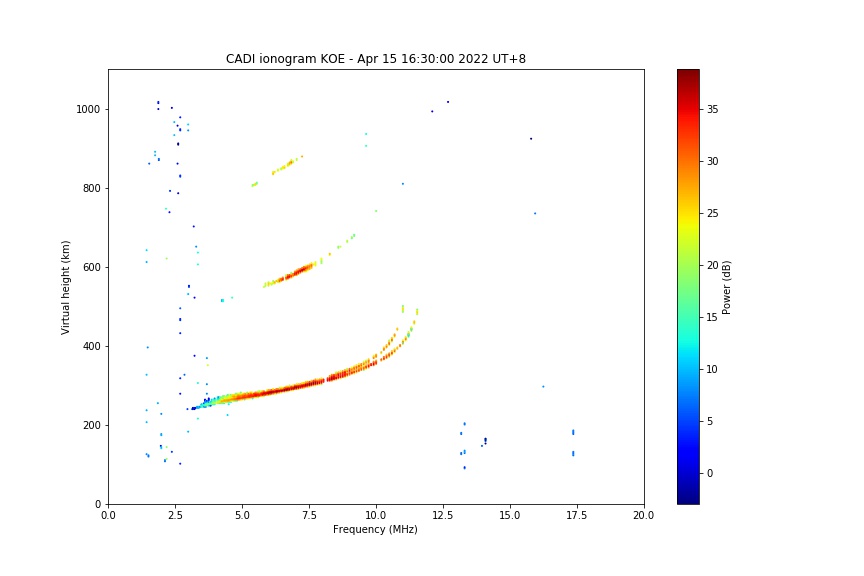 CADI ionogram KOE - Apr 15 16:30:00 2022 UT+8
1000
800
600
400
200
0
Virtual height (km)
0.0 2.5 5.0 7.5 10.0 12.5 15.0 17.5 20.0
Frequency (MHz)
35
30
25
20
15
10
5
0
Power (dB)